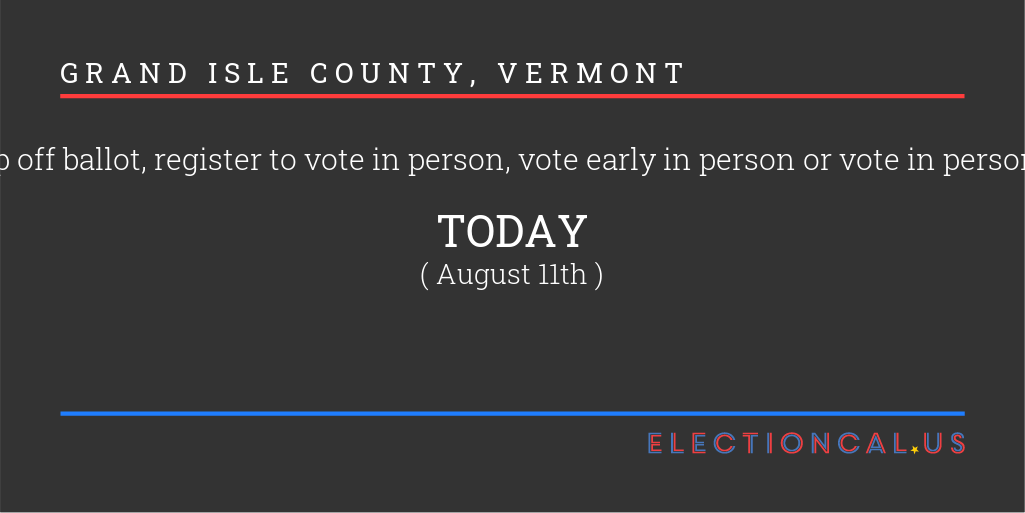 GRAND ISLE COUNTY, VERMONT
off ballot, register to vote in person, vote early in person or vote in
TODAY
( August 11th )
ELECTIONCAL.US